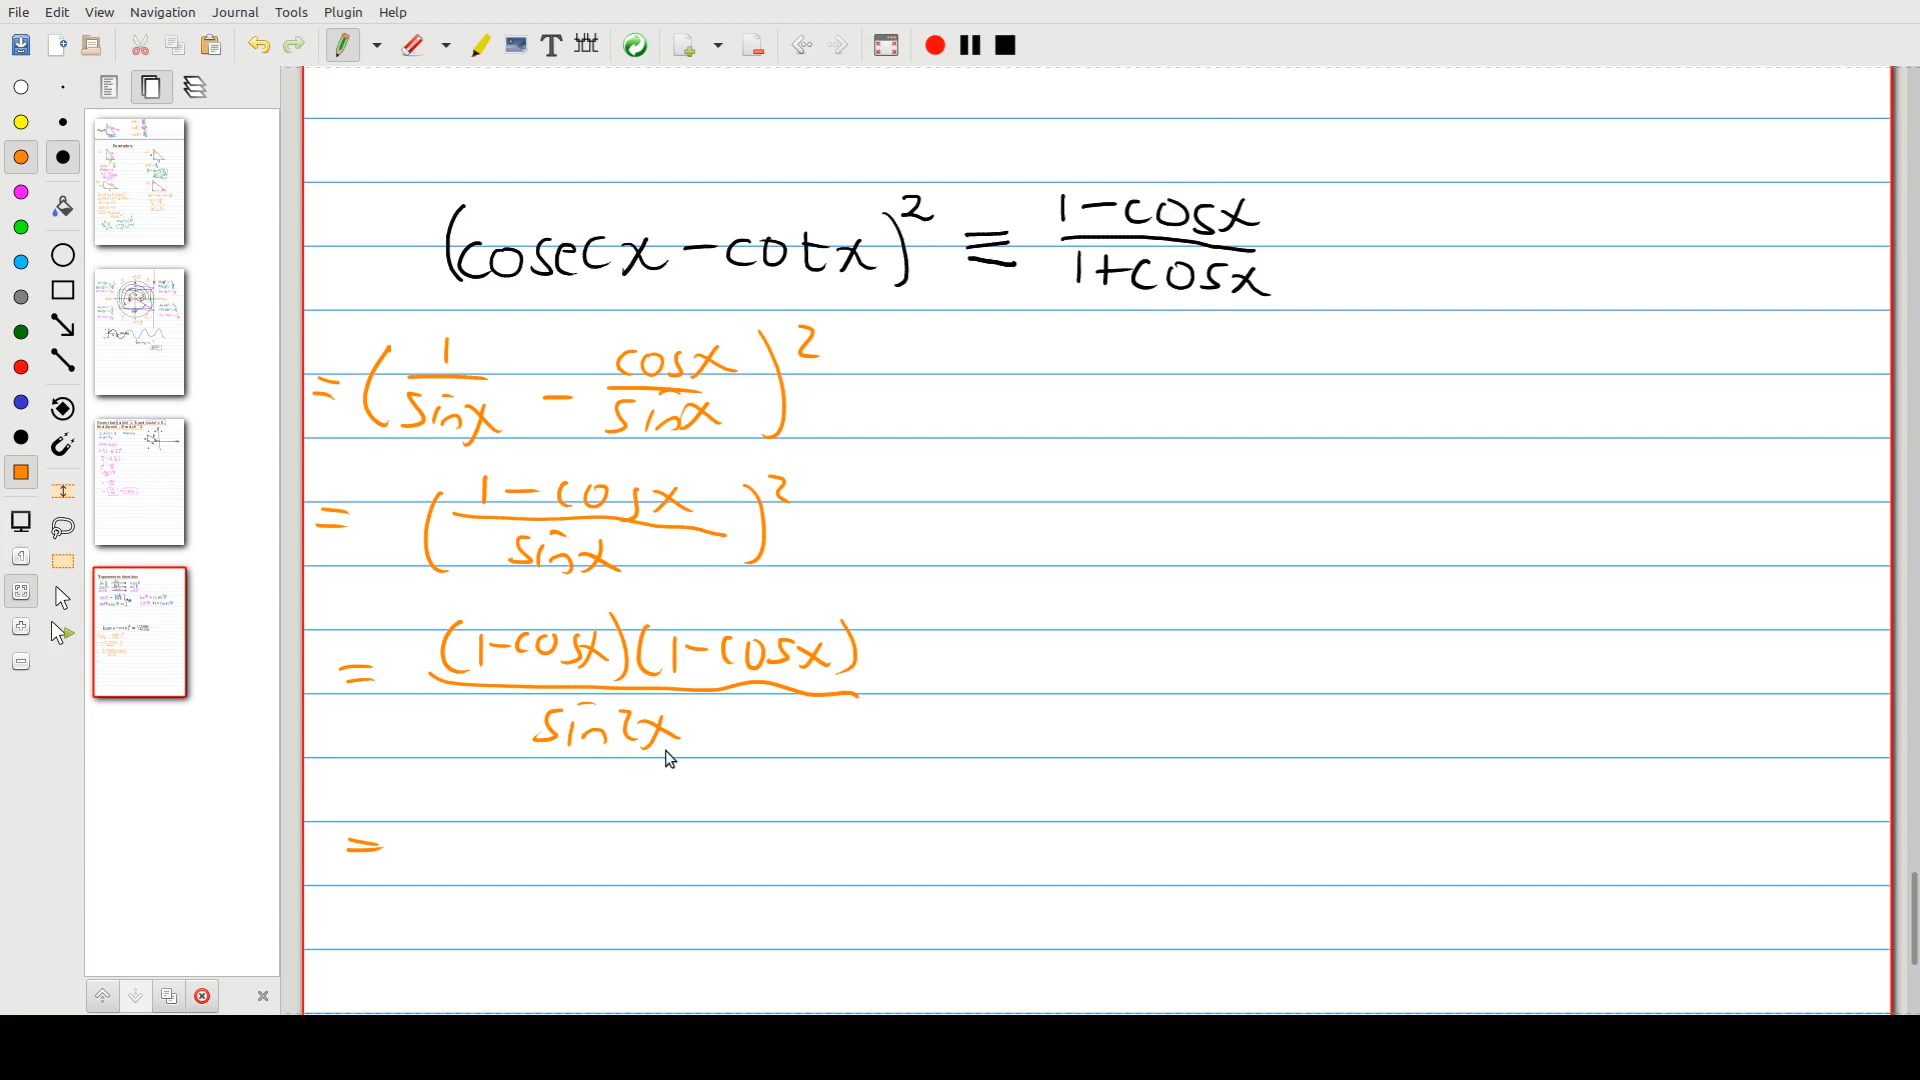 File Edit View Navigation Journal Tools Plugin Help
(cosecx - cotx)² ≡ (1-cosx)/(1+cosx)
= (1/sinx - cosx/sinx)²
= ((1-cosx)/sinx)²
= (1-cosx)(1-cosx)/sin2x
=